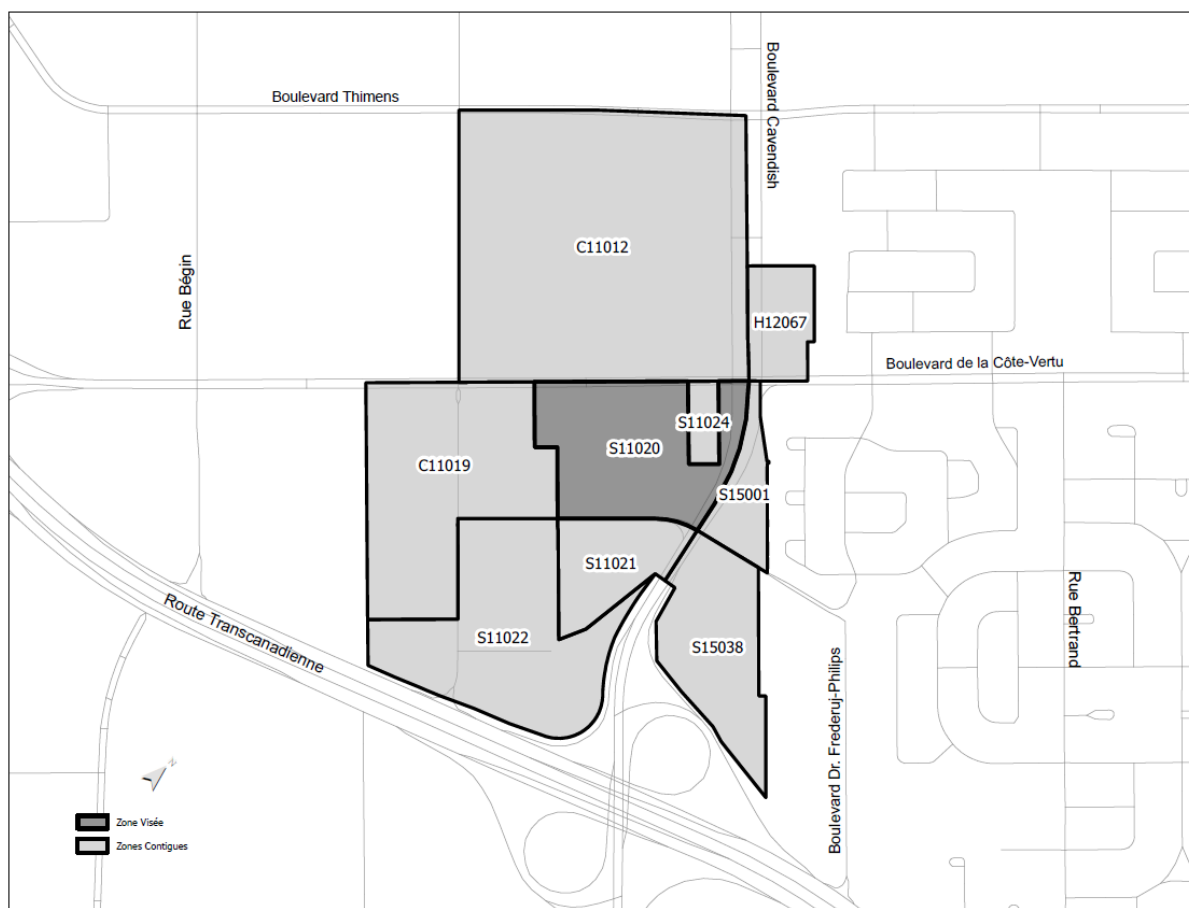 Boulevard Thimens
Boulevard Cavendish
C11012
Rue Bégin
H12067
Boulevard de la Côte-Vertu
S11024
S11020
C11019
S15001
S11021
Rue Bertrand
Route Transcanadienne
S11022
S15038
Boulevard Dr. Frederuj-Philips
N
Zone Visée
Zones Contigues